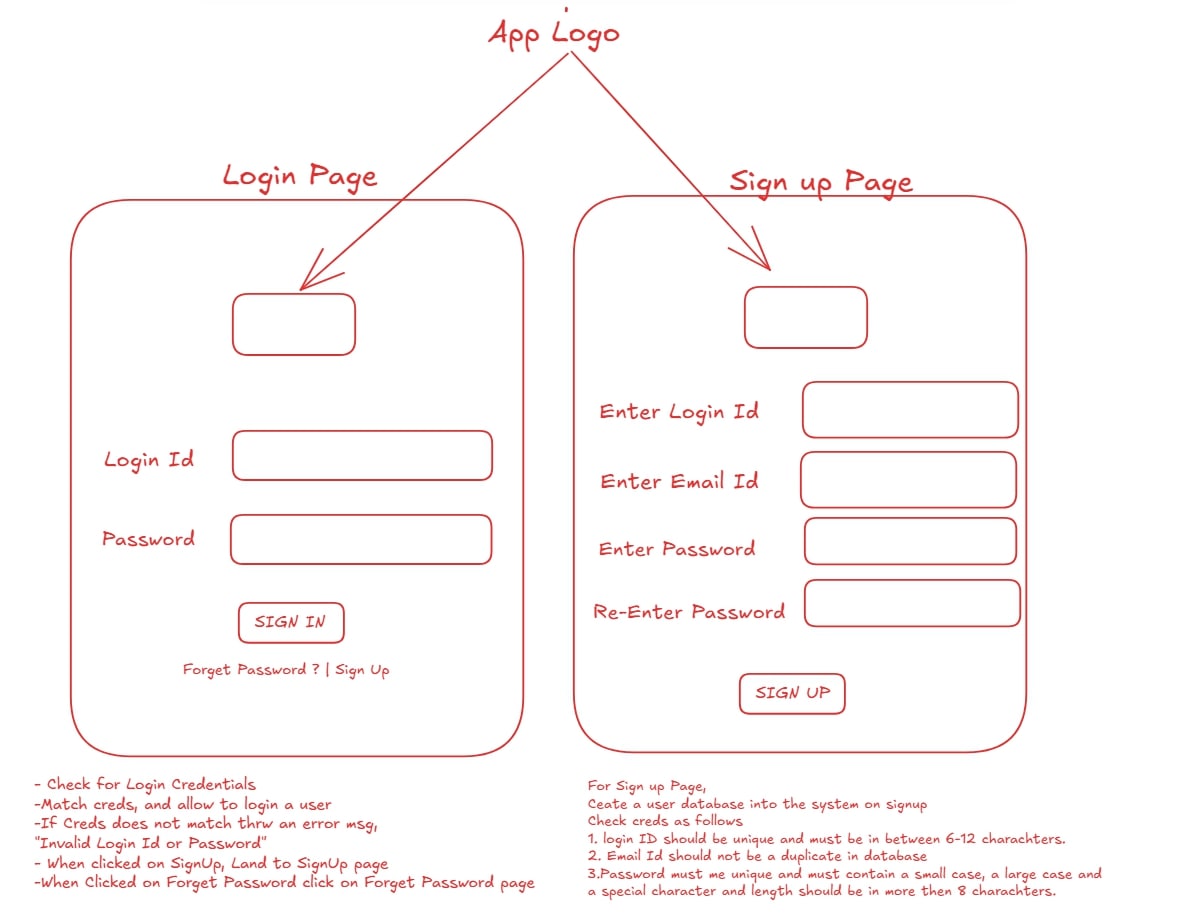 App Logo
Login Page
Login Id
Password
SIGN IN
Forget Password ? | Sign Up
- Check for Login Credentials
-Match creds, and allow to login a user
-If Creds does not match thrw an error msg,
"Invalid Login Id or Password"
- When clicked on SignUp, Land to SignUp page
-When Clicked on Forget Password click on Forget Password page
Sign up Page
Enter Login Id
Enter Email Id
Enter Password
Re-Enter Password
SIGN UP
For Sign up Page,
Ceate a user database into the system on signup
Check creds as follows
1. login ID should be unique and must be in between 6-12 charachters.
2. Email Id should not be a duplicate in database
3.Password must me unique and must contain a small case, a large case and
a special character and length should be in more then 8 charachters.